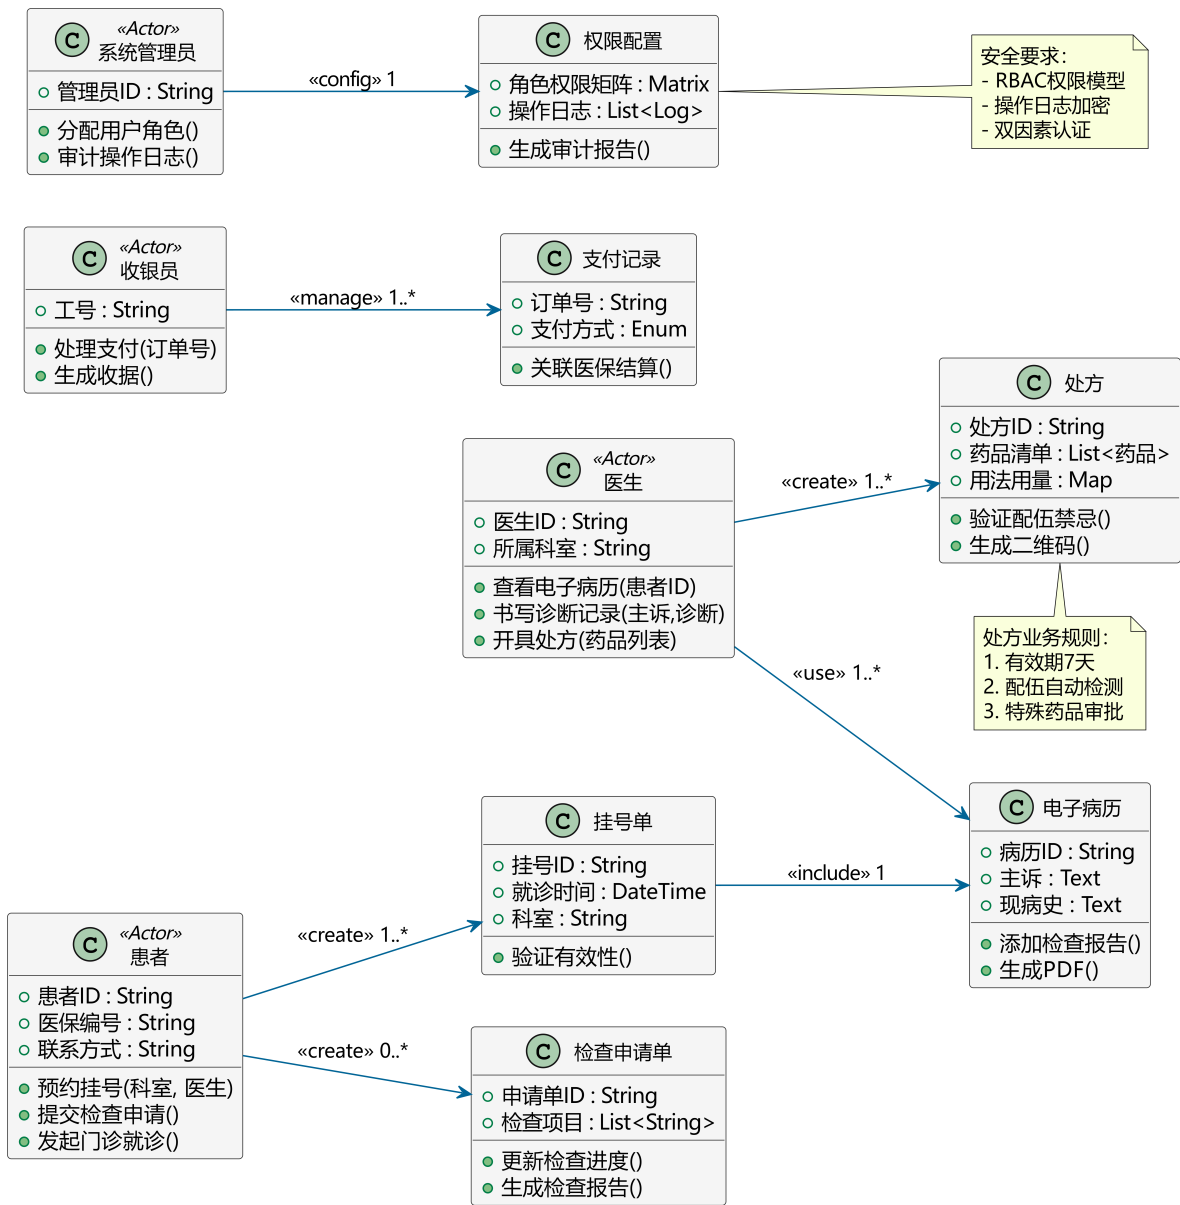 C
«Actor»
系统管理员
管理员ID : String
分配用户角色()
审计操作日志()
«config» 1
C
权限配置
角色权限矩阵 : Matrix
操作日志 : List<Log>
生成审计报告()
安全要求：
- RBAC权限模型
- 操作日志加密
- 双因素认证
C
«Actor»
收银员
工号 : String
处理支付(订单号)
生成收据()
«manage» 1..*
C
支付记录
订单号 : String
支付方式 : Enum
关联医保结算()
C
«Actor»
医生
医生ID : String
所属科室 : String
查看电子病历(患者ID)
书写诊断记录(主诉,诊断)
开具处方(药品列表)
«create» 1..*
«use» 1..*
C
处方
处方ID : String
药品清单 : List<药品>
用法用量 : Map
验证配伍禁忌()
生成二维码()
处方业务规则：
1. 有效期7天
2. 配伍自动检测
3. 特殊药品审批
C
挂号单
挂号ID : String
就诊时间 : DateTime
科室 : String
验证有效性()
«include» 1
C
电子病历
病历ID : String
主诉 : Text
现病史 : Text
添加检查报告()
生成PDF()
C
«Actor»
患者
患者ID : String
医保编号 : String
联系方式 : String
预约挂号(科室, 医生)
提交检查申请()
发起门诊就诊()
«create» 1..*
«create» 0..*
C
检查申请单
申请单ID : String
检查项目 : List<String>
更新检查进度()
生成检查报告()